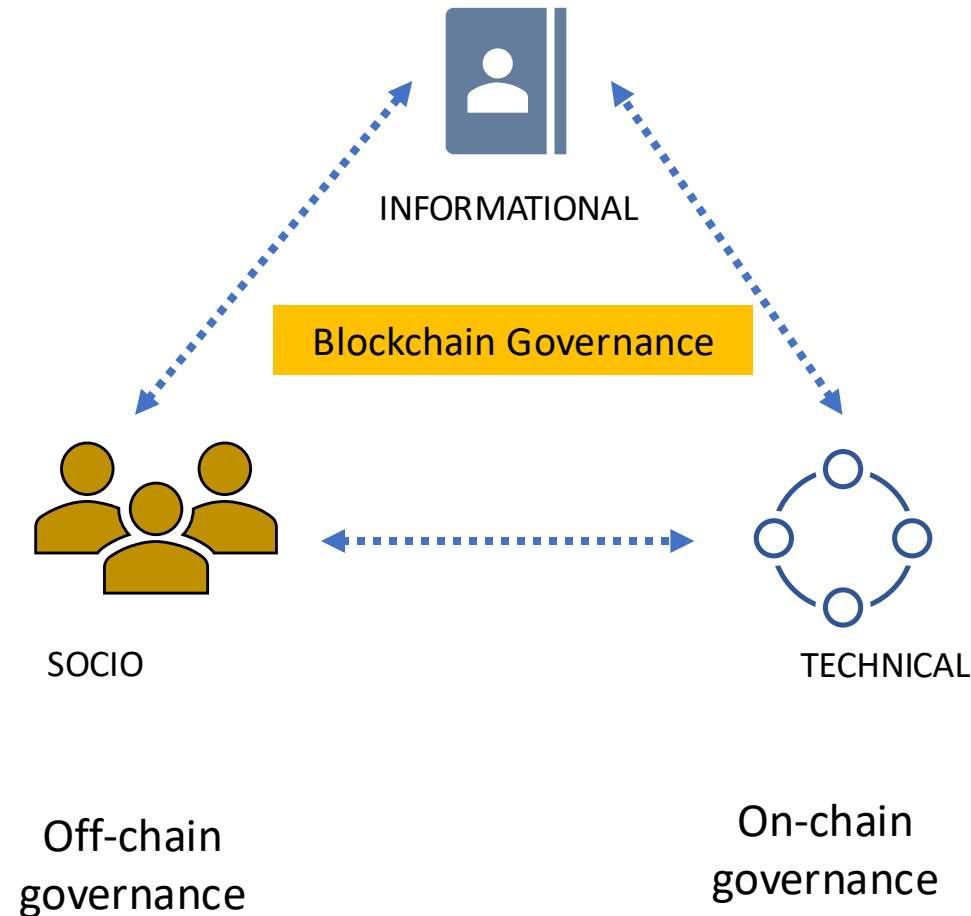 INFORMATIONAL
Blockchain Governance
SOCIO
TECHNICAL
Off-chain
governance
On-chain
governance